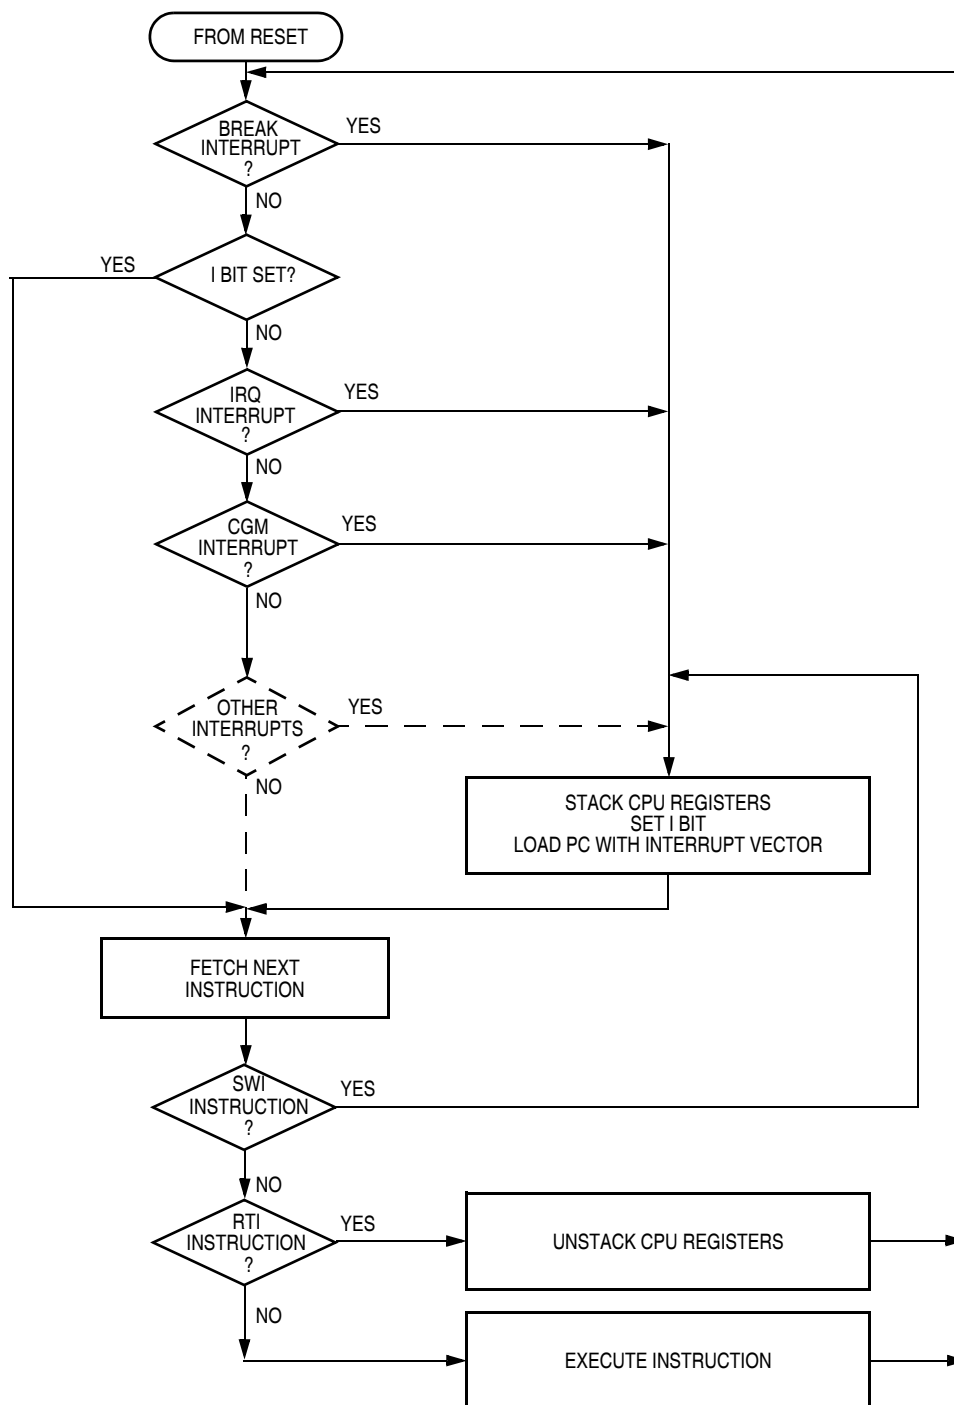 FROM RESET
BREAK
INTERRUPT
?
YES
NO
YES
I BIT SET?
NO
IRQ
INTERRUPT
?
YES
NO
CGM
INTERRUPT
?
YES
NO
OTHER
INTERRUPTS
?
YES
NO
STACK CPU REGISTERS
SET I BIT
LOAD PC WITH INTERRUPT VECTOR
FETCH NEXT
INSTRUCTION
SWI
INSTRUCTION
?
YES
NO
RTI
INSTRUCTION
?
YES
UNSTACK CPU REGISTERS
NO
EXECUTE INSTRUCTION